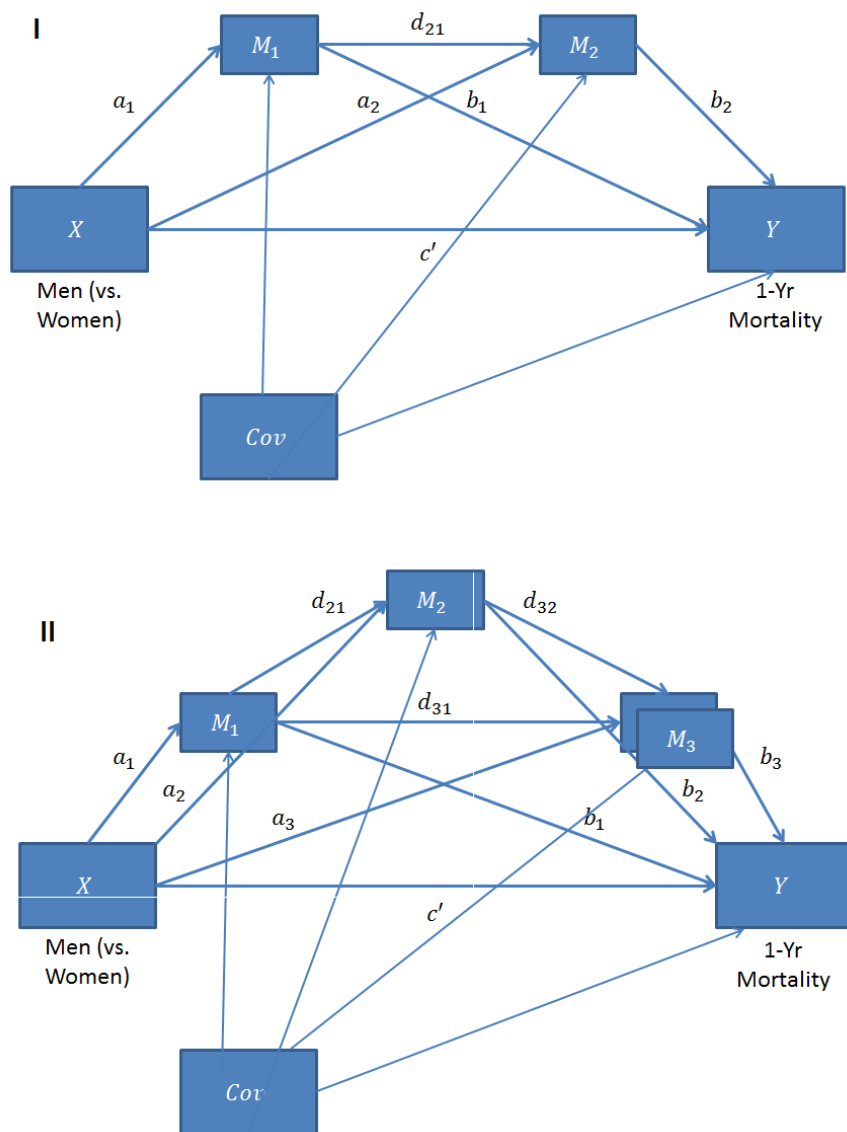 I
M₁
d₂₁
M₂
a₁
a₂
b₁
b₂
X
Y
c′
Men (vs.
Women)
1-Yr
Mortality
Cov
II
M₂
d₂₁
d₃₂
M₁
d₃₁
M₃
a₁
a₂
a₃
b₁
b₂
b₃
X
Y
c′
Men (vs.
Women)
1-Yr
Mortality
Cov